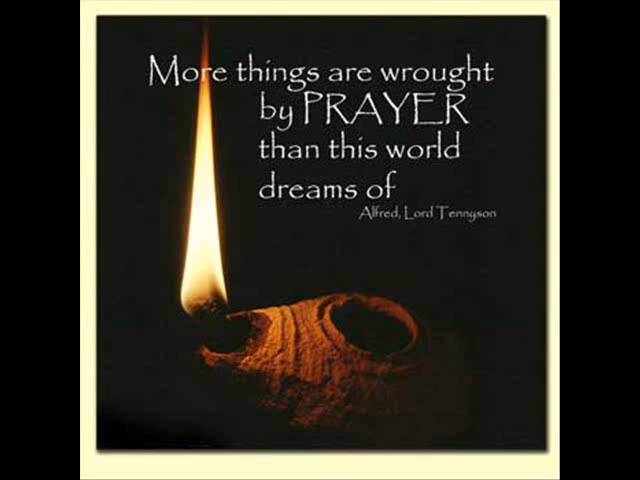 More things are wrought
by PRAYER
than this world
dreams of
Alfred, Lord Tennyson